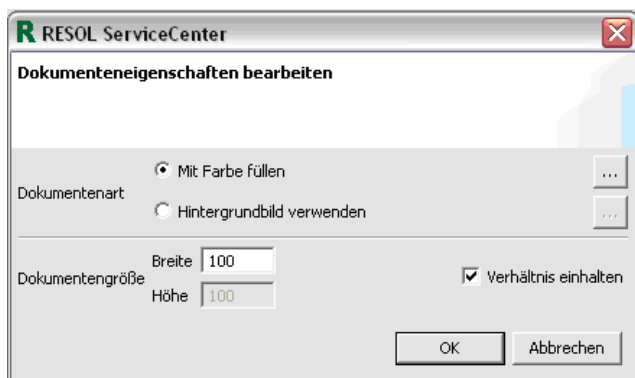 RESOL ServiceCenter
Dokumenteneigenschaften bearbeiten
Dokumentenart
Mit Farbe füllen
...
Hintergrundbild verwenden
...
Dokumentengröße
Breite 100
Höhe 100
Verhältnis einhalten
OK
Abbrechen